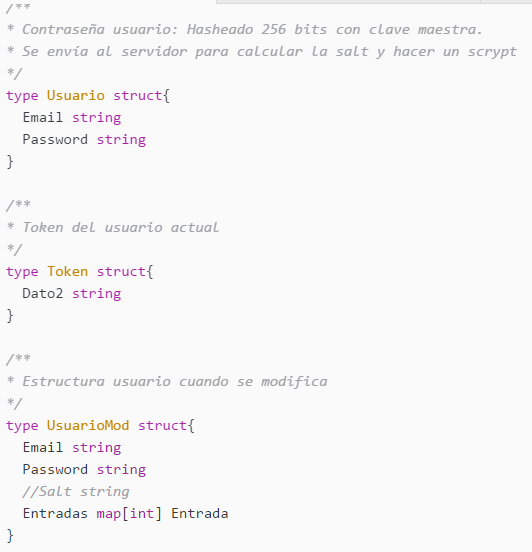 /**
* Contraseña usuario: Hasheado 256 bits con clave maestra.
* Se envía al servidor para calcular la salt y hacer un scrypt
*/
type Usuario struct{
Email string
Password string
}
/**
* Token del usuario actual
*/
type Token struct{
Dato2 string
}
/**
* Estructura usuario cuando se modifica
*/
type UsuarioMod struct{
Email string
Password string
//Salt string
Entradas map[int] Entrada
}